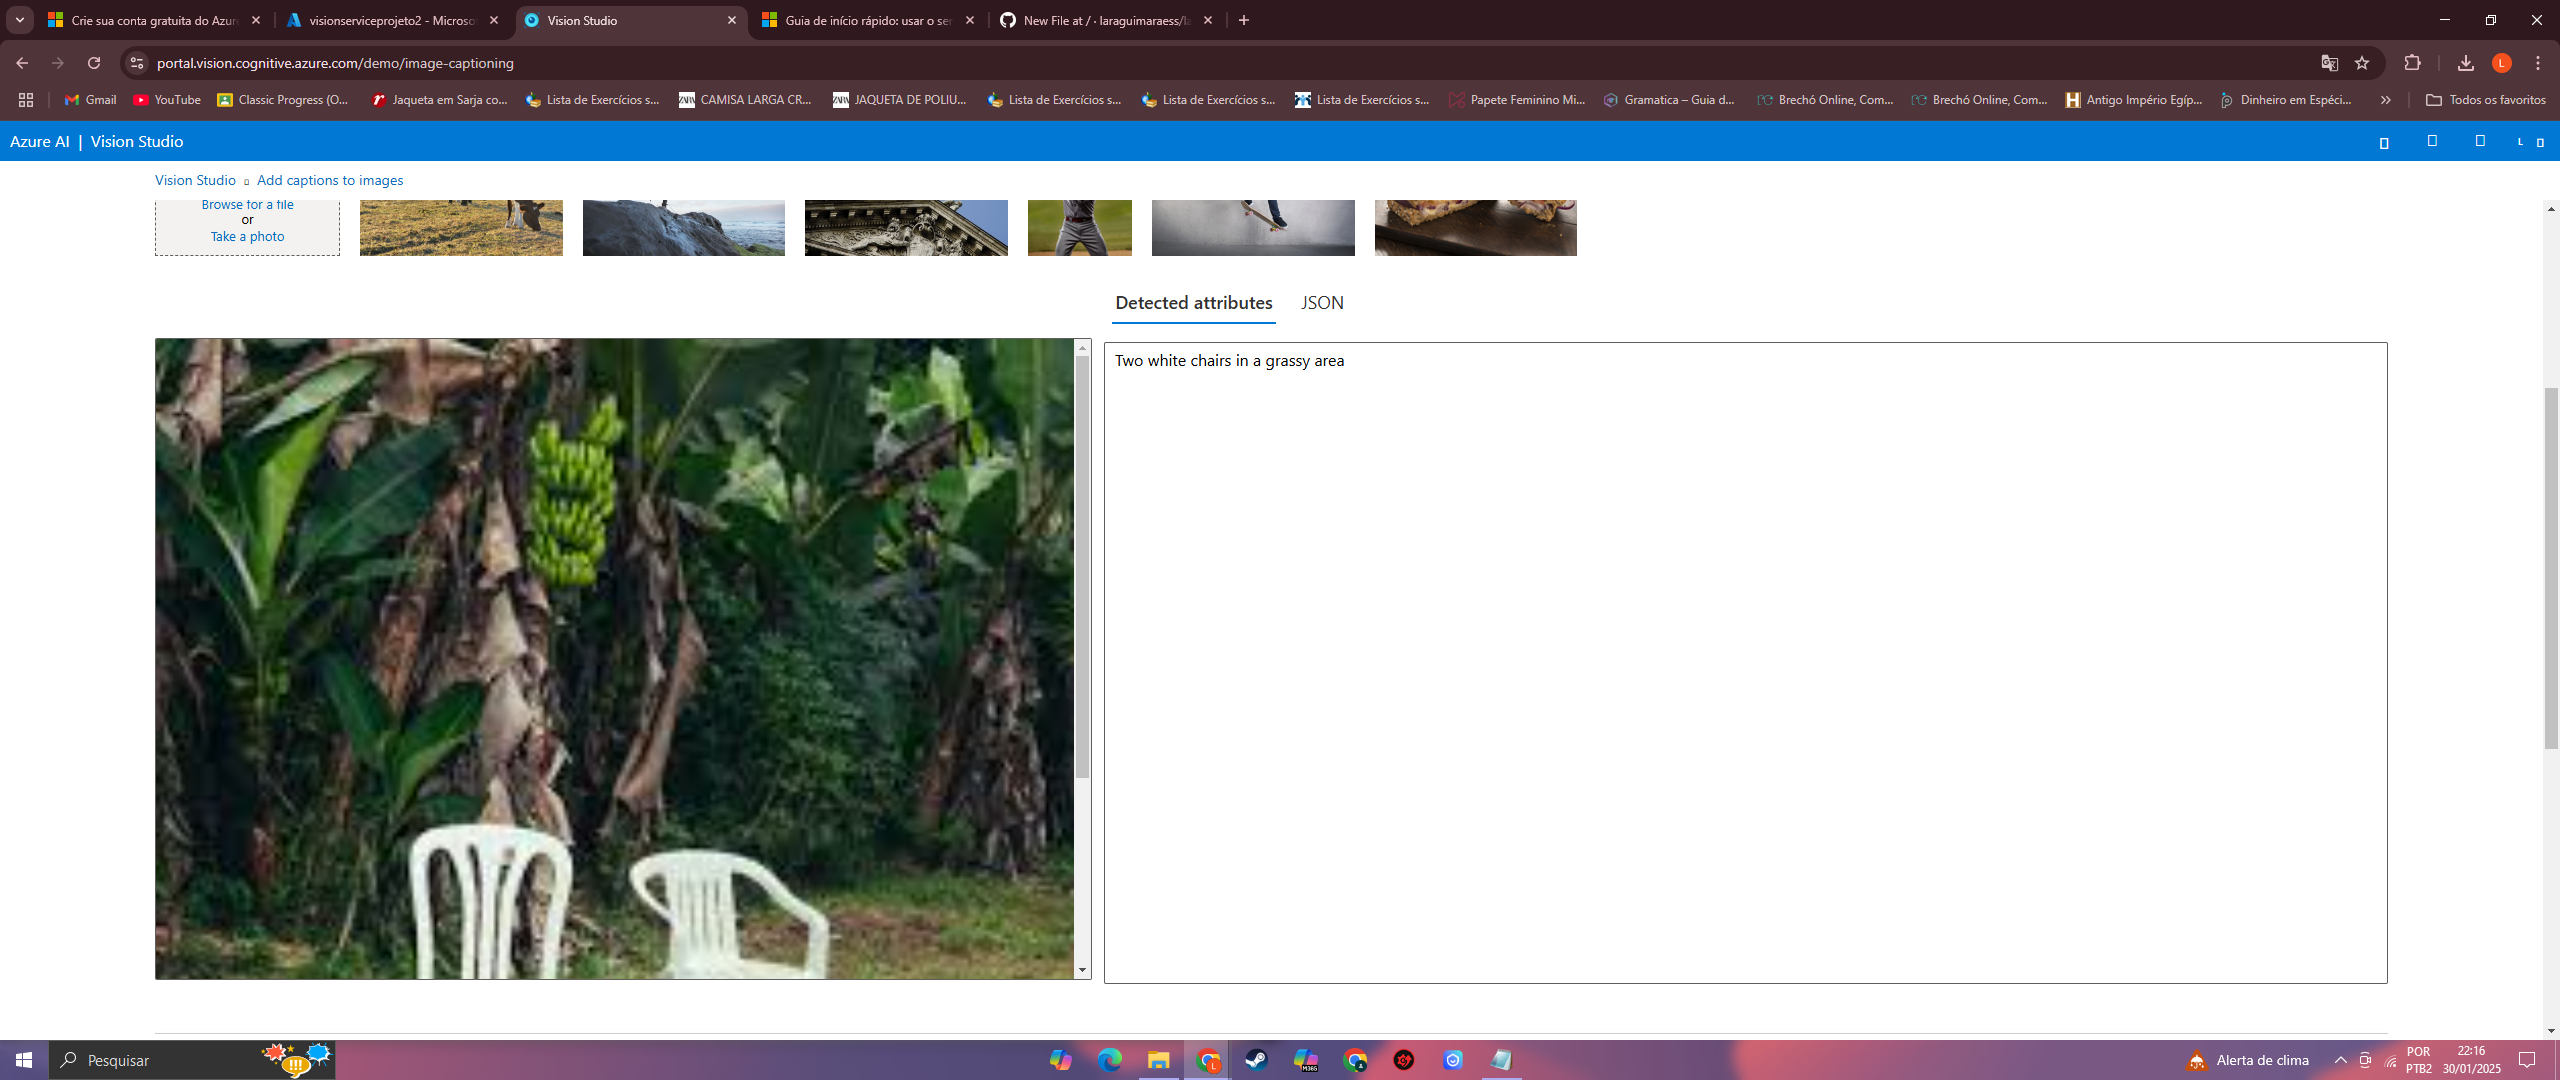 Crie sua conta gratuita do Azur
visionserviceprojeto2 - Microso
Vision Studio
Guia de início rápido: usar o ser
New File at / · laraguimaraess/la
portal.vision.cognitive.azure.com/demo/image-captioning
L
Gmail
YouTube
Classic Progress (O...
Jaqueta em Sarja co...
Lista de Exercícios s...
CAMISA LARGA CR...
JAQUETA DE POLIU...
Lista de Exercícios s...
Lista de Exercícios s...
Lista de Exercícios s...
Papete Feminino Mi...
Gramatica – Guia d...
Brechó Online, Com...
Brechó Online, Com...
Antigo Império Egíp...
Dinheiro em Espéci...
Todos os favoritos
Azure AI | Vision Studio
L
Vision Studio
Add captions to images
Browse for a file
or
Take a photo
Detected attributes
JSON
Two white chairs in a grassy area
Pesquisar
Alerta de clima
POR
PTB2
22:16
30/01/2025